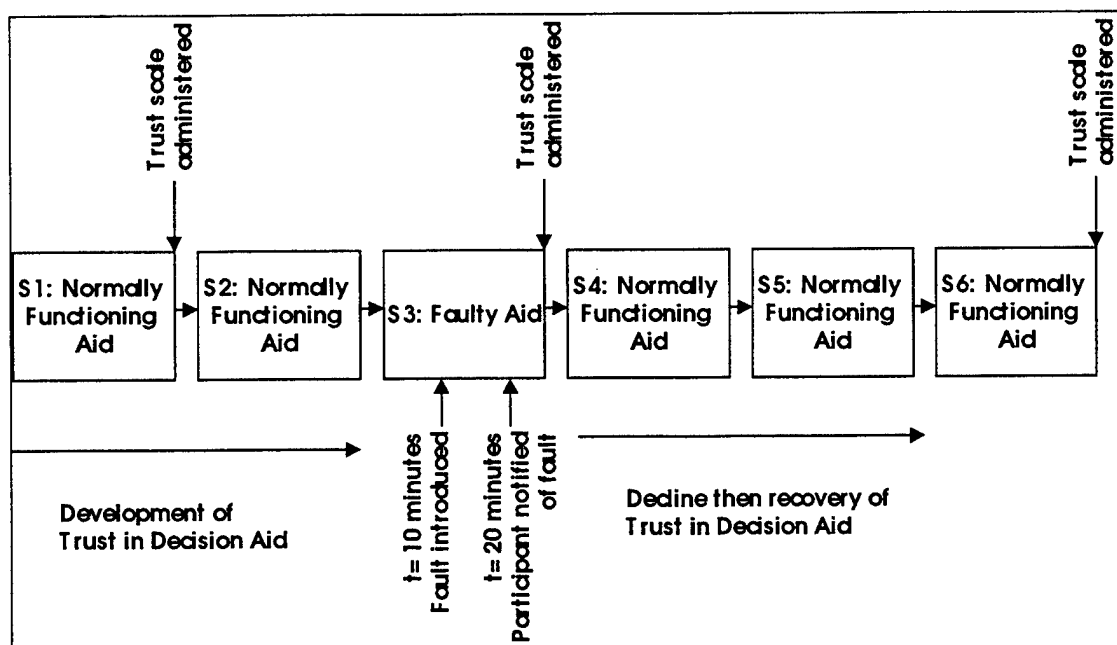 Trust scale
administered
Trust scale
administered
Trust scale
administered
S1: Normally
Functioning
Aid
S2: Normally
Functioning
Aid
S3: Faulty Aid
S4: Normally
Functioning
Aid
S5: Normally
Functioning
Aid
S6: Normally
Functioning
Aid
t= 10 minutes
Fault introduced
t= 20 minutes
Participant notified
of fault
Development of
Trust in Decision Aid
Decline then recovery of
Trust in Decision Aid